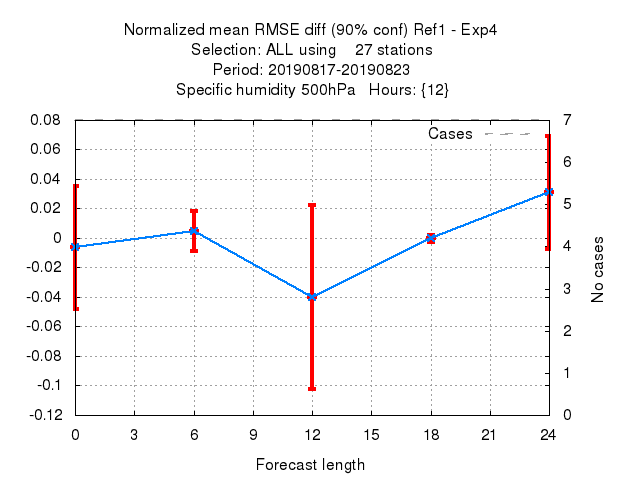 Normalized mean RMSE diff (90% conf) Ref1 - Exp4
Selection: ALL using    27 stations
Period: 20190817-20190823
Specific humidity 500hPa   Hours: {12}
Cases
0.08
0.06
0.04
0.02
0
-0.02
-0.04
-0.06
-0.08
-0.1
-0.12
7
6
5
4
3
2
1
0
No cases
0 3 6 9 12 15 18 21 24
Forecast length